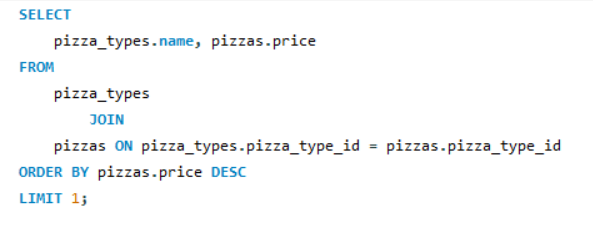 SELECT
    pizza_types.name, pizzas.price
FROM
    pizza_types
        JOIN
    pizzas ON pizza_types.pizza_type_id = pizzas.pizza_type_id
ORDER BY pizzas.price DESC
LIMIT 1;